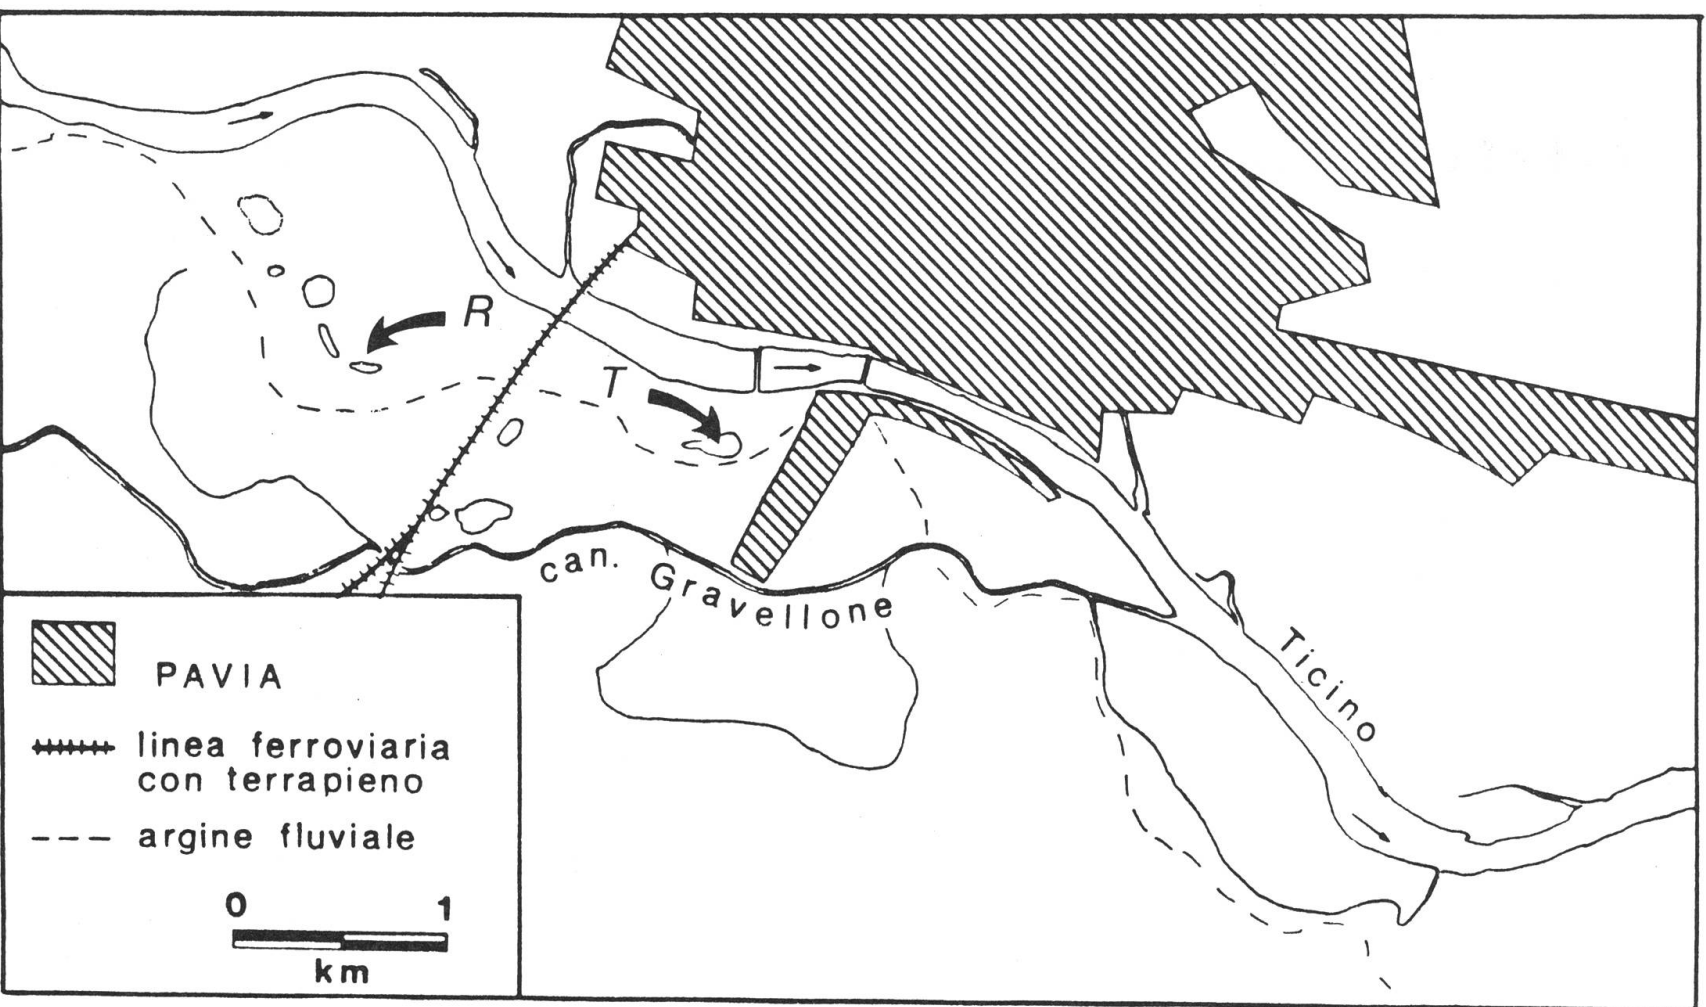 R
T
can. Gravellone
Ticino
PAVIA
linea ferroviaria
con terrapieno
argine fluviale
0 1
km